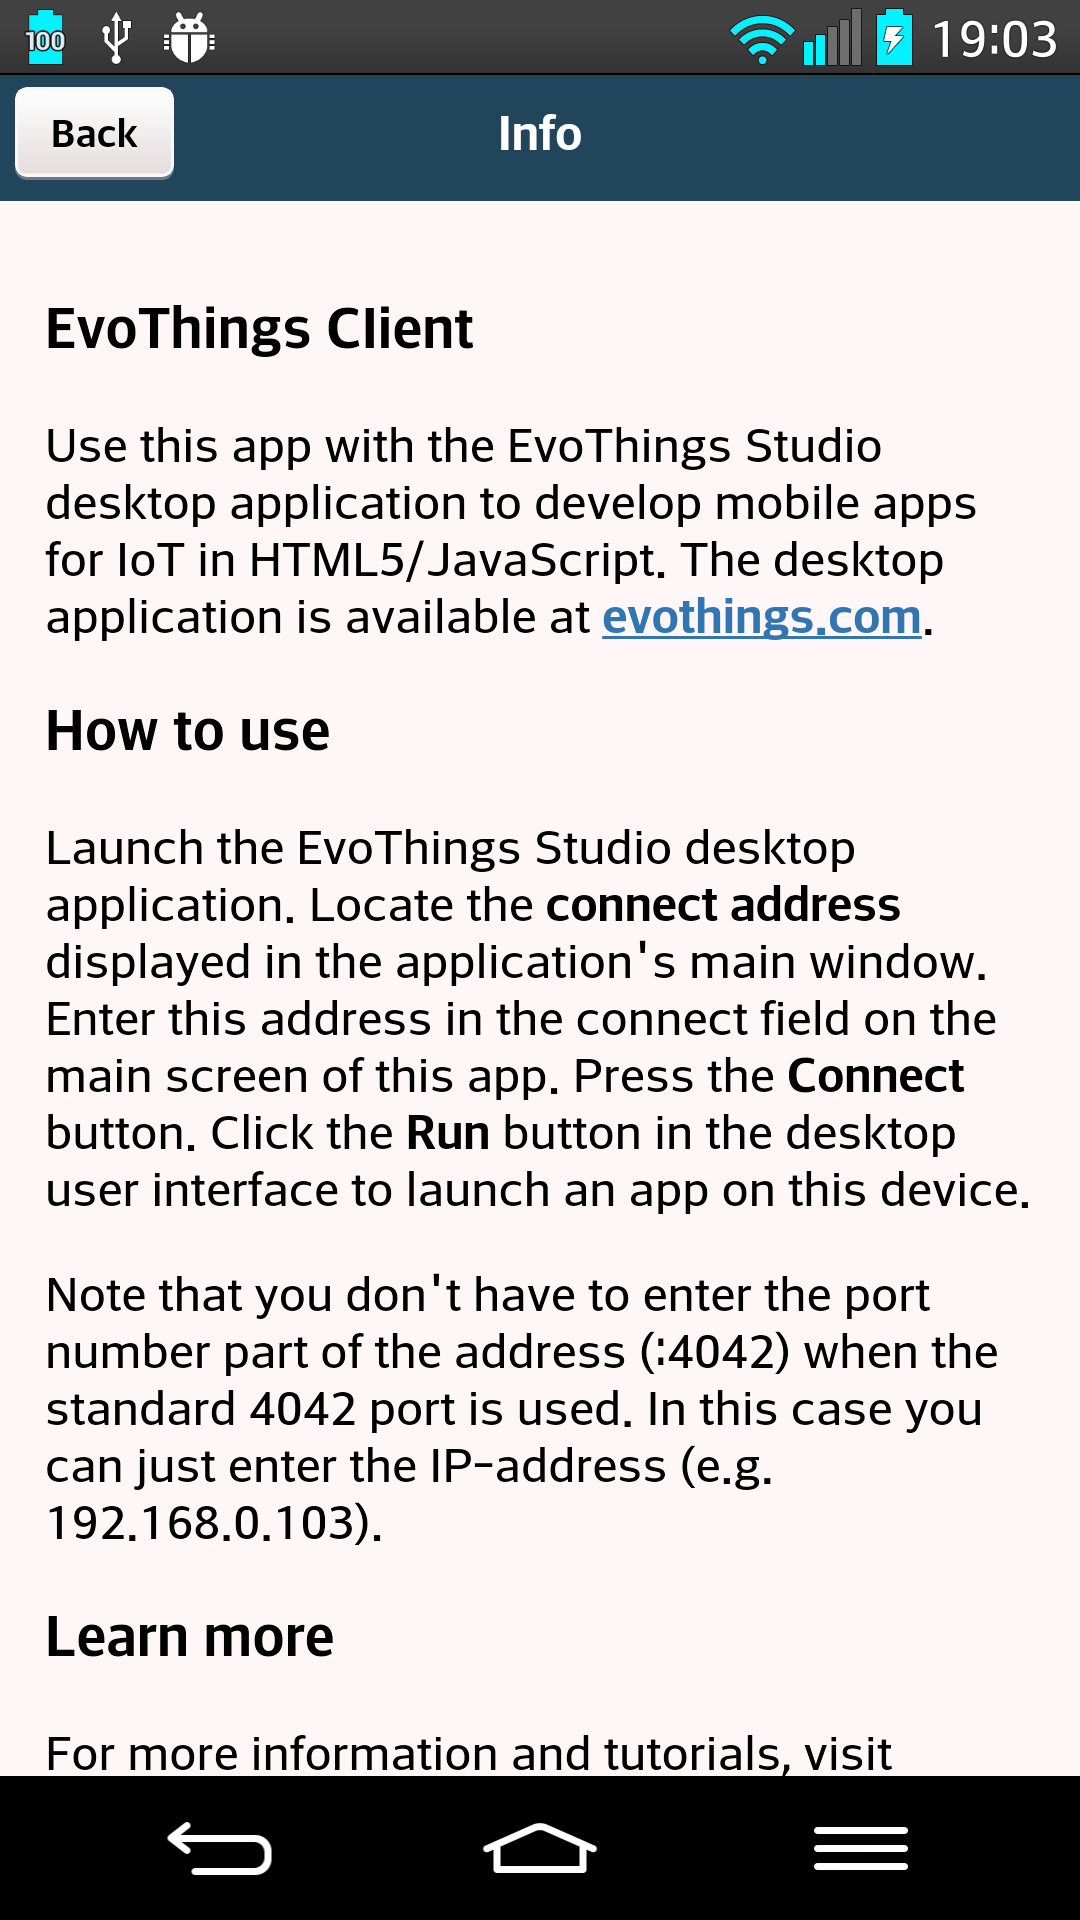 100
19:03
Back
Info
EvoThings Client
Use this app with the EvoThings Studio
desktop application to develop mobile apps
for IoT in HTML5/JavaScript. The desktop
application is available at evothings.com.
How to use
Launch the EvoThings Studio desktop
application. Locate the connect address
displayed in the application's main window.
Enter this address in the connect field on the
main screen of this app. Press the Connect
button. Click the Run button in the desktop
user interface to launch an app on this device.
Note that you don't have to enter the port
number part of the address (:4042) when the
standard 4042 port is used. In this case you
can just enter the IP-address (e.g.
192.168.0.103).
Learn more
For more information and tutorials, visit